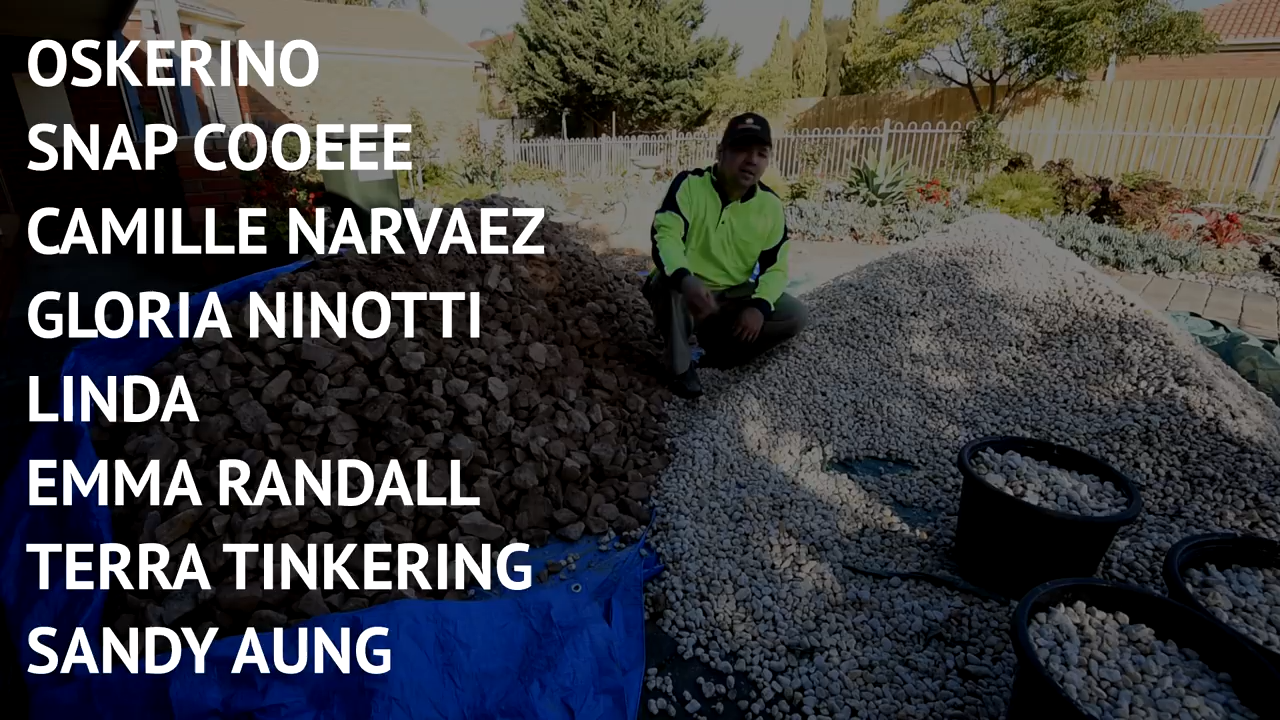 OSKERINO
SNAP COOEEE
CAMILLE NARVAEZ
GLORIA NINOTTI
LINDA
EMMA RANDALL
TERRA TINKERING
SANDY AUNG